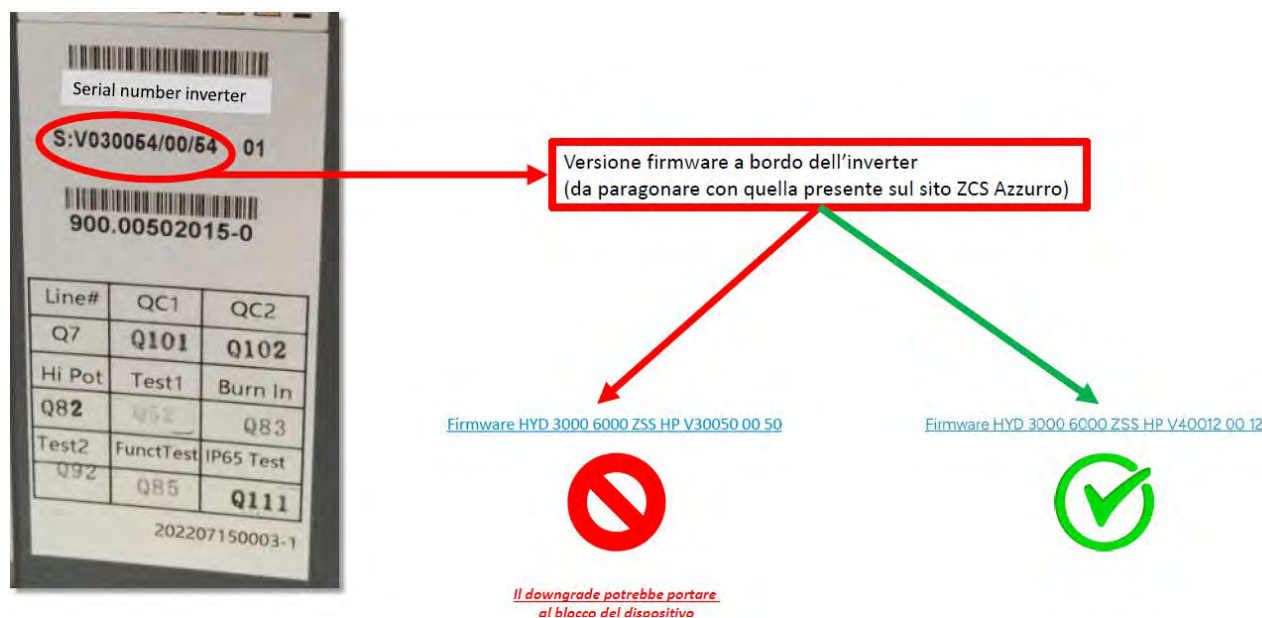 Serial number inverter
S:V030054/00/54 01
900.00502015-0
Line# QC1 QC2
Q7 Q101 Q102
Hi Pot Test1 Burn In
Q82 Q52 Q83
Test2 FunctTest IP65 Test
Q92 Q85 Q111
202207150003-1
Versione firmware a bordo dell'inverter
(da paragonare con quella presente sul sito ZCS Azzurro)
Firmware HYD 3000 6000 ZSS HP V30050 00 50
Firmware HYD 3000 6000 ZSS HP V40012 00 12
Il downgrade potrebbe portare
al blocco del dispositivo